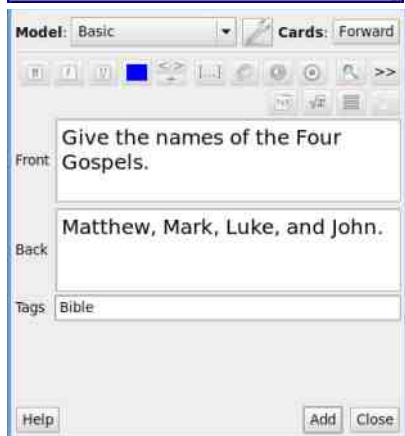 Model: Basic Cards: Forward
B I U < > [...] >>
Front Give the names of the Four
Gospels.
Back Matthew, Mark, Luke, and John.
Tags Bible
Help Add Close